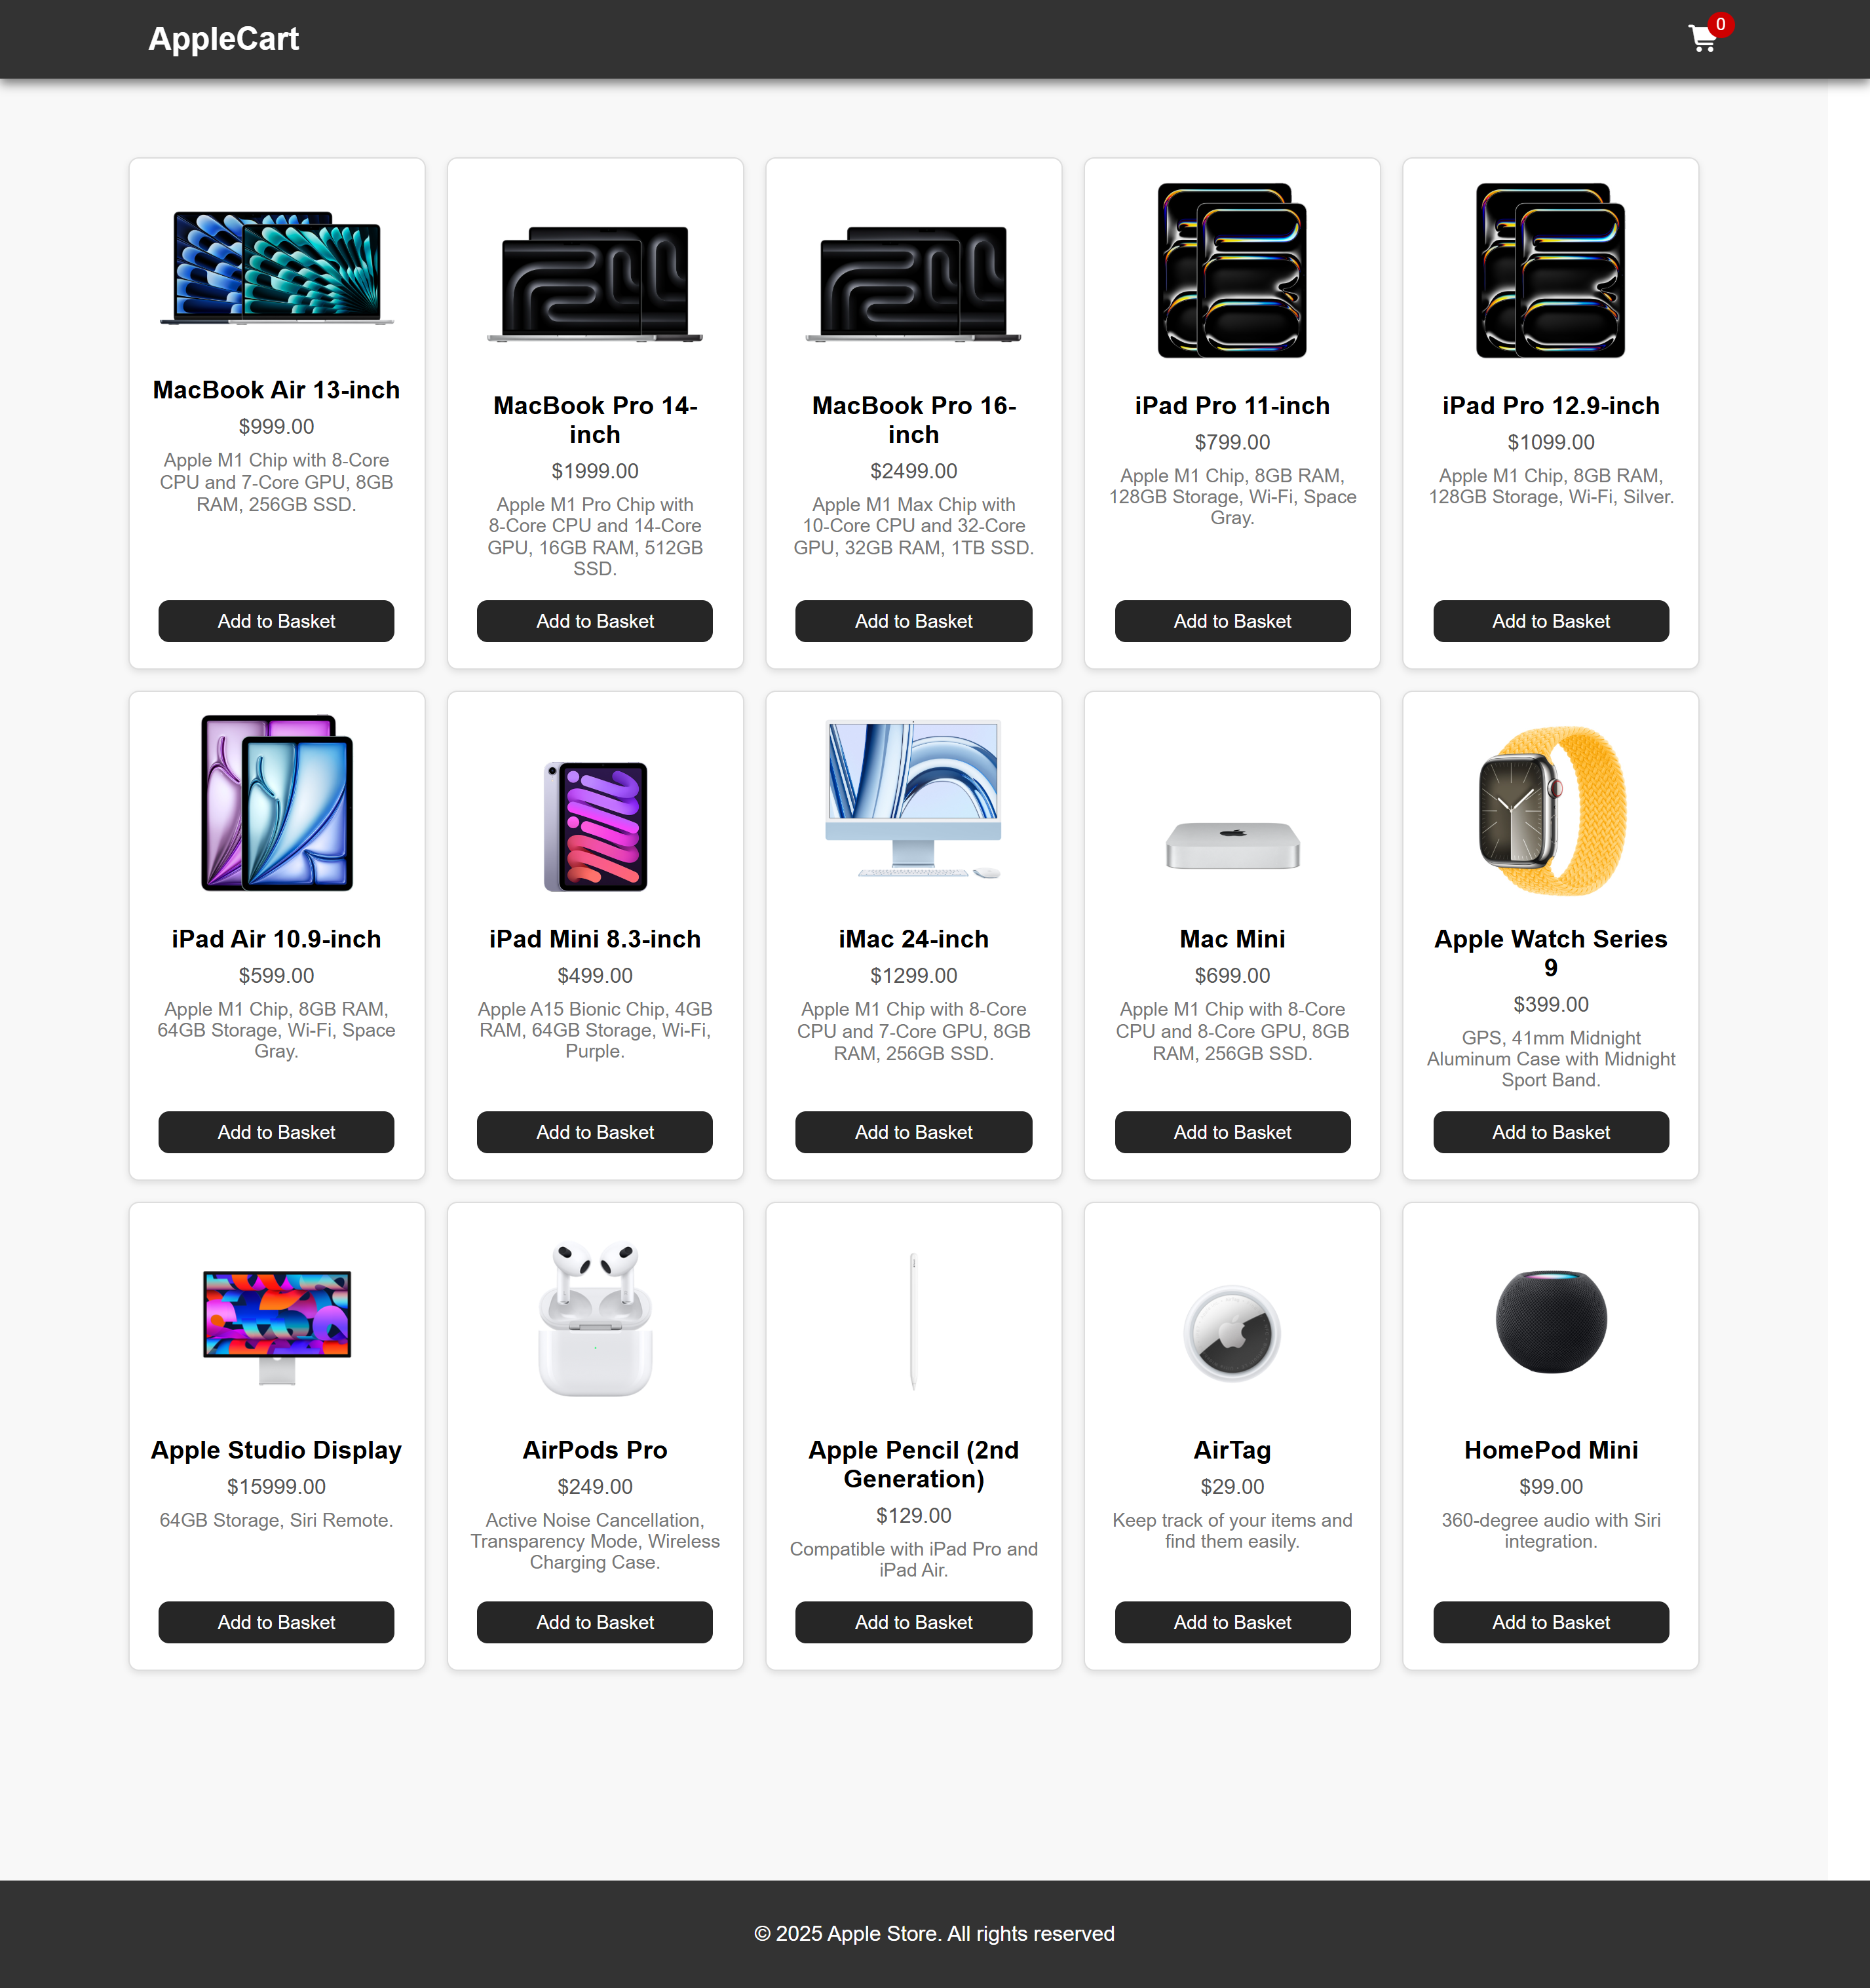 AppleCart
0
MacBook Air 13-inch
$999.00
Apple M1 Chip with 8-Core
CPU and 7-Core GPU, 8GB
RAM, 256GB SSD.
Add to Basket
MacBook Pro 14-
inch
$1999.00
Apple M1 Pro Chip with
8-Core CPU and 14-Core
GPU, 16GB RAM, 512GB
SSD.
Add to Basket
MacBook Pro 16-
inch
$2499.00
Apple M1 Max Chip with
10-Core CPU and 32-Core
GPU, 32GB RAM, 1TB SSD.
Add to Basket
iPad Pro 11-inch
$799.00
Apple M1 Chip, 8GB RAM,
128GB Storage, Wi-Fi, Space
Gray.
Add to Basket
iPad Pro 12.9-inch
$1099.00
Apple M1 Chip, 8GB RAM,
128GB Storage, Wi-Fi, Silver.
Add to Basket
iPad Air 10.9-inch
$599.00
Apple M1 Chip, 8GB RAM,
64GB Storage, Wi-Fi, Space
Gray.
Add to Basket
iPad Mini 8.3-inch
$499.00
Apple A15 Bionic Chip, 4GB
RAM, 64GB Storage, Wi-Fi,
Purple.
Add to Basket
iMac 24-inch
$1299.00
Apple M1 Chip with 8-Core
CPU and 7-Core GPU, 8GB
RAM, 256GB SSD.
Add to Basket
Mac Mini
$699.00
Apple M1 Chip with 8-Core
CPU and 8-Core GPU, 8GB
RAM, 256GB SSD.
Add to Basket
Apple Watch Series
9
$399.00
GPS, 41mm Midnight
Aluminum Case with Midnight
Sport Band.
Add to Basket
Apple Studio Display
$15999.00
64GB Storage, Siri Remote.
Add to Basket
AirPods Pro
$249.00
Active Noise Cancellation,
Transparency Mode, Wireless
Charging Case.
Add to Basket
Apple Pencil (2nd
Generation)
$129.00
Compatible with iPad Pro and
iPad Air.
Add to Basket
AirTag
$29.00
Keep track of your items and
find them easily.
Add to Basket
HomePod Mini
$99.00
360-degree audio with Siri
integration.
Add to Basket
© 2025 Apple Store. All rights reserved